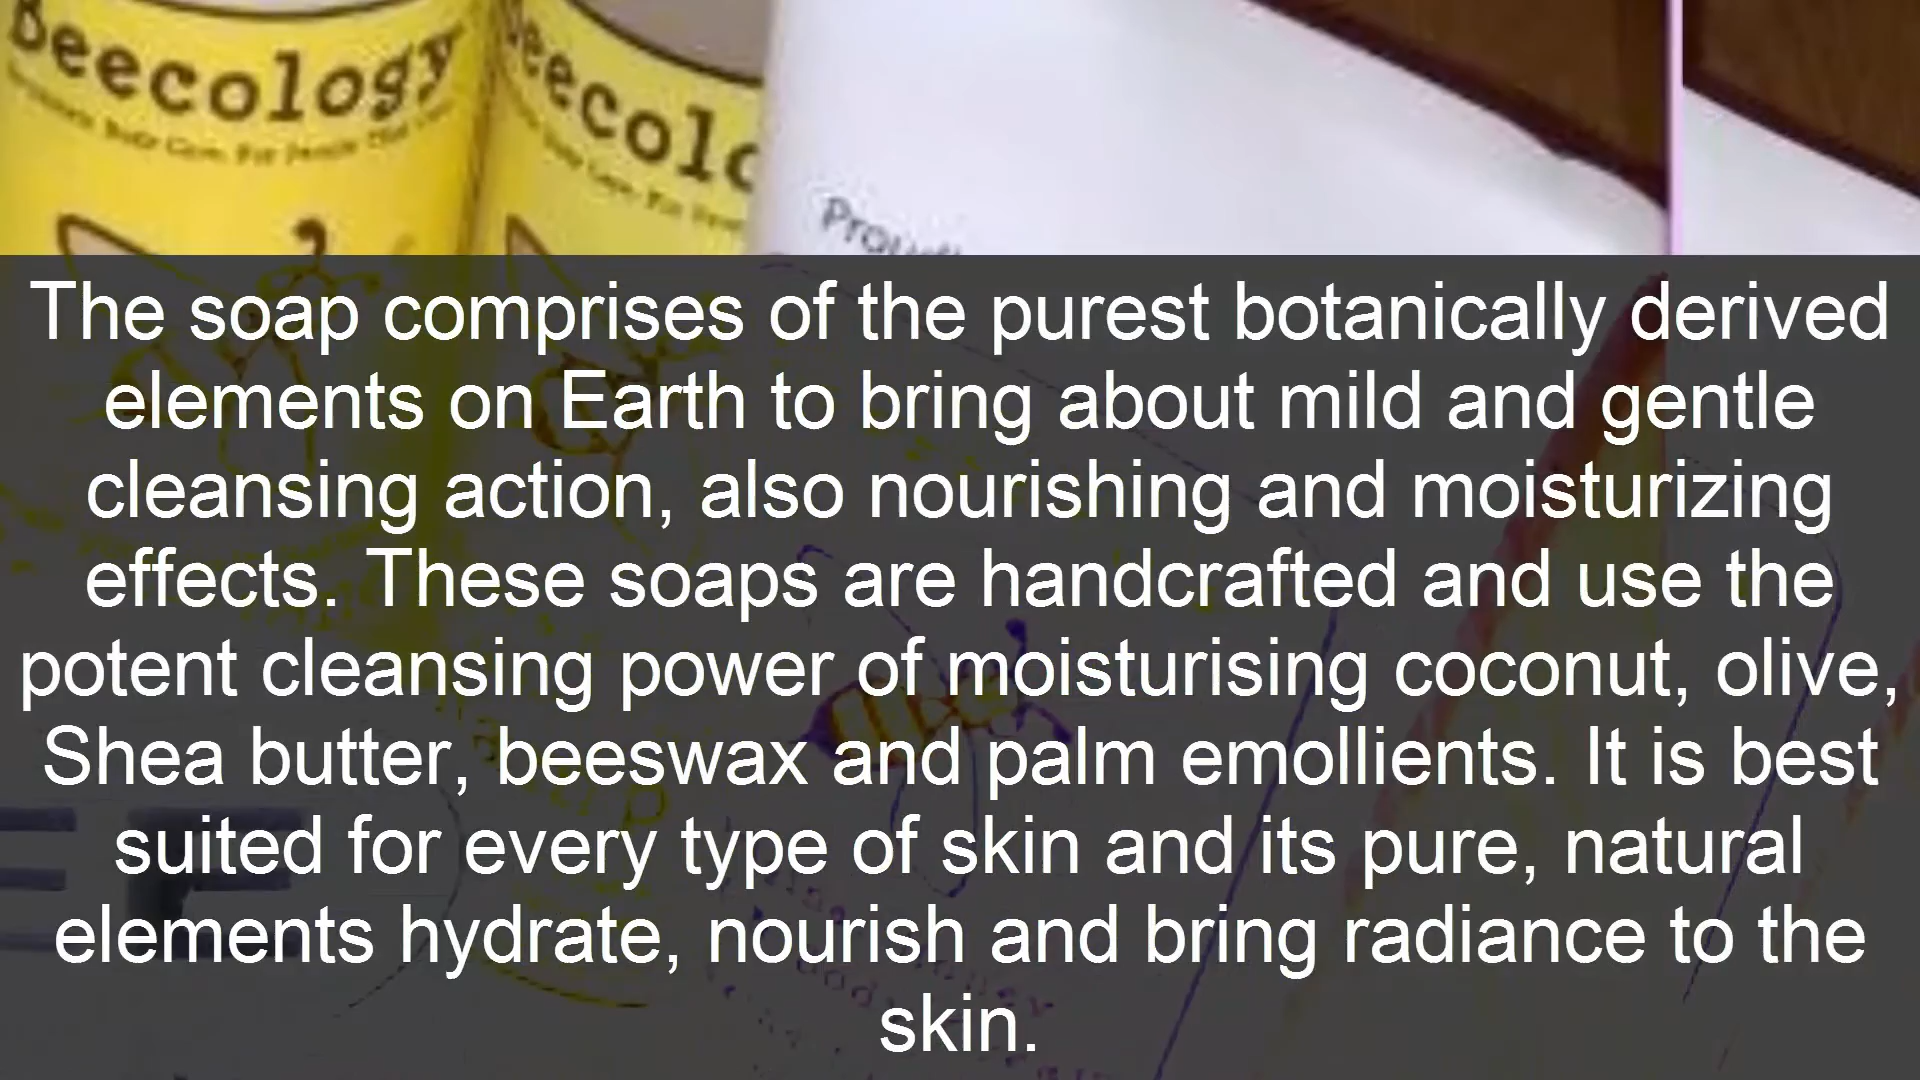 Beecology
Beecolo
The soap comprises of the purest botanically derived
elements on Earth to bring about mild and gentle
cleansing action, also nourishing and moisturizing
effects. These soaps are handcrafted and use the
potent cleansing power of moisturising coconut, olive,
Shea butter, beeswax and palm emollients. It is best
suited for every type of skin and its pure, natural
elements hydrate, nourish and bring radiance to the
skin.